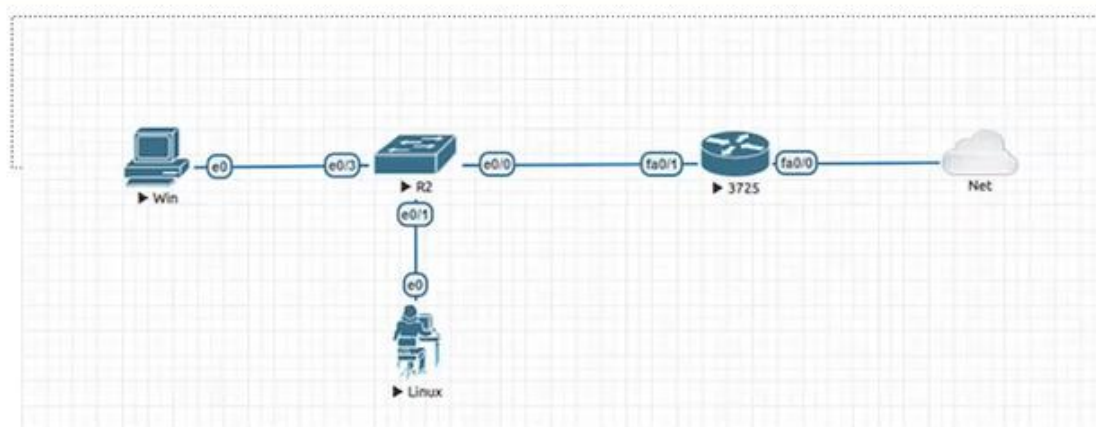 e0 e0/3 e0/0 fa0/1 fa0/0
▶ Win ▶ R2 ▶ 3725 Net
e0/1
e0
▶ Linux